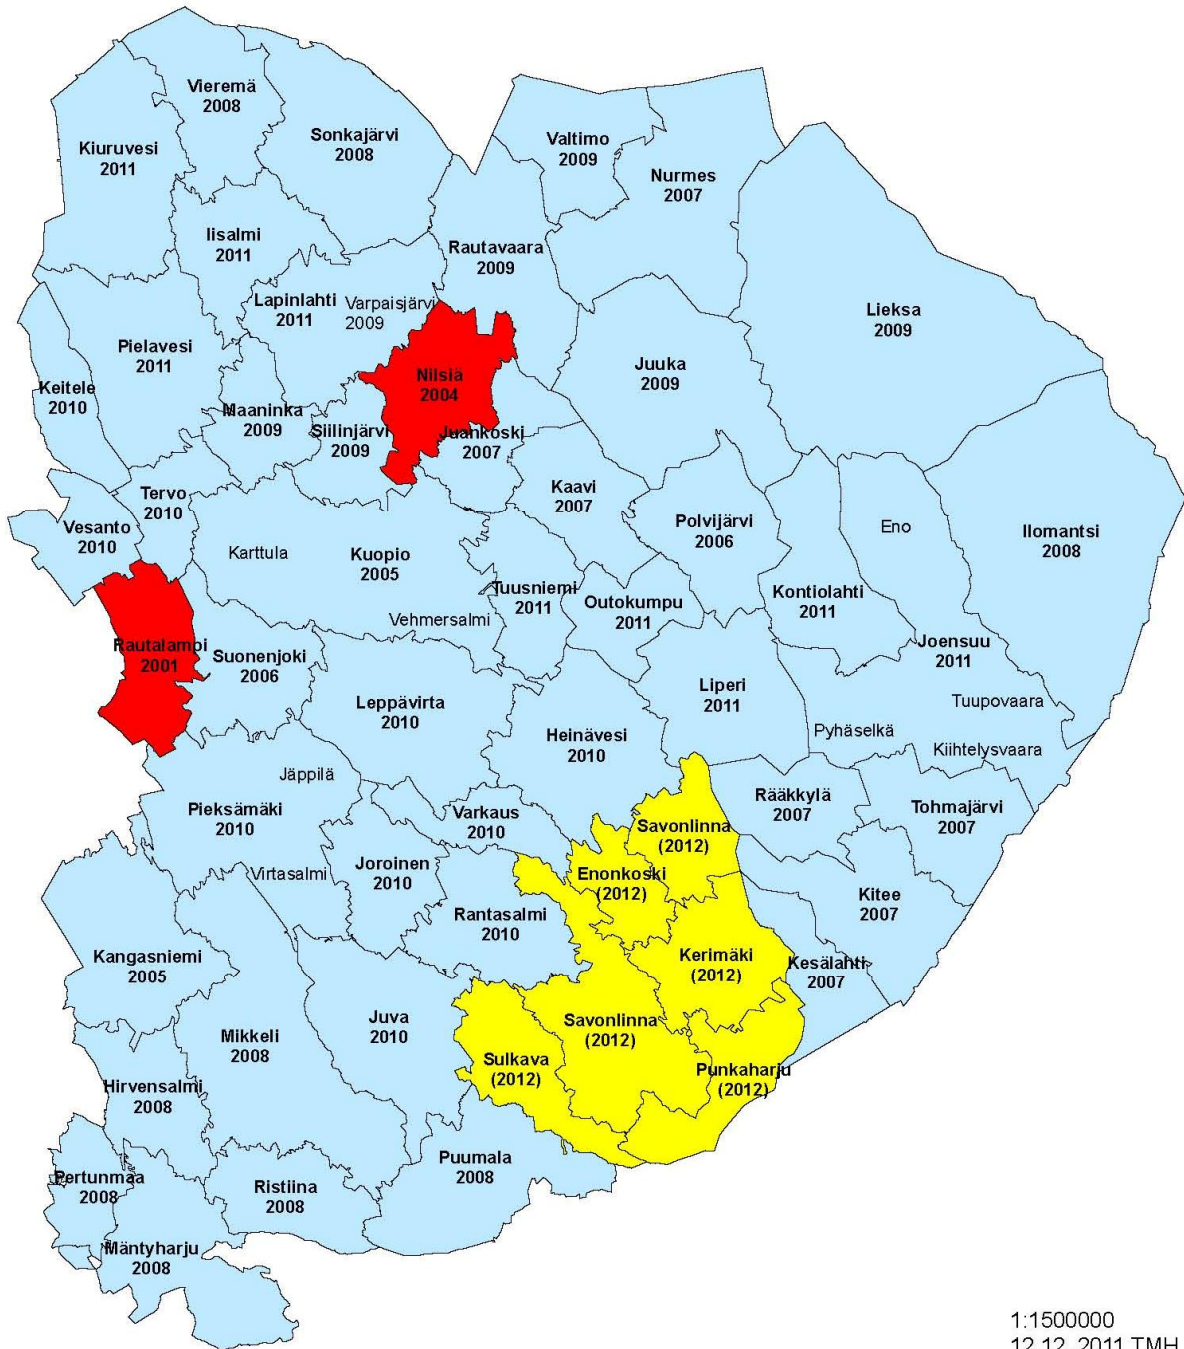 Vieremä
2008
Kiuruvesi
2011
Sonkajärvi
2008
Valtimo
2009
Nurmes
2007
Iisalmi
2011
Rautavaara
2009
Lapinlahti
2011
Varpaisjärvi
2009
Lieksa
2009
Pielavesi
2011
Juuka
2009
Nilsiä
2004
Keitele
2010
Maaninka
2009
Siilinjärvi
2009
Juankoski
2007
Kaavi
2007
Tervo
2010
Vesanto
2010
Polvijärvi
2006
Eno
Ilomantsi
2008
Karttula
Kuopio
2005
Tuusniemi
2011
Outokumpu
2011
Kontiolahti
2011
Vehmersalmi
Rautalampi
2001
Suonenjoki
2006
Joensuu
2011
Liperi
2011
Leppävirta
2010
Tuupovaara
Heinävesi
2010
Pyhäselkä
Kiihtelysvaara
Jäppilä
Pieksämäki
2010
Varkaus
2010
Rääkkylä
2007
Tohmajärvi
2007
Savonlinna
(2012)
Joroinen
2010
Virtasalmi
Enonkoski
(2012)
Kitee
2007
Rantasalmi
2010
Kangasniemi
2005
Kerimäki
(2012)
Kesälahti
2007
Juva
2010
Savonlinna
(2012)
Mikkeli
2008
Sulkava
(2012)
Punkaharju
(2012)
Hirvensalmi
2008
Puumala
2008
Pertunmaa
2008
Ristiina
2008
Mäntyharju
2008
1:1500000
12.12. 2011 TMH